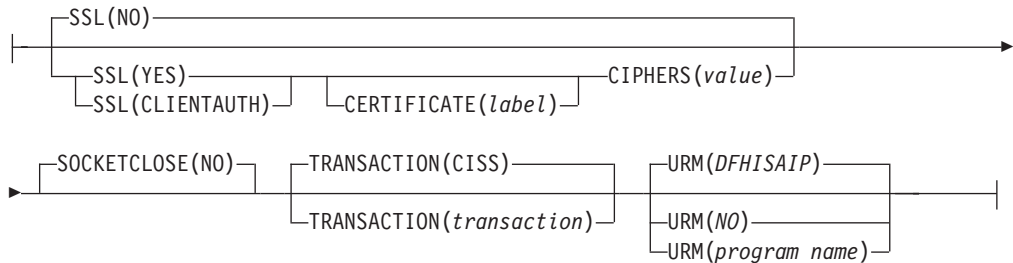 SSL(NO)
SSL(YES) CIPHERS(value)
SSL(CLIENTAUTH) CERTIFICATE(label)
SOCKETCLOSE(NO) TRANSACTION(CISS) URM(DFHISAIP)
TRANSACTION(transaction) URM(NO)
URM(program name)